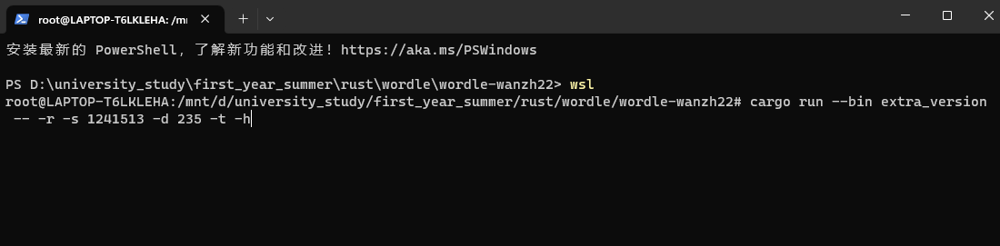 root@LAPTOP-T6LKLEHA: /mn
安装最新的 PowerShell，了解新功能和改进！https://aka.ms/PSWindows
PS D:\university_study\first_year_summer\rust\wordle\wordle-wanzh22> wsl
root@LAPTOP-T6LKLEHA:/mnt/d/university_study/first_year_summer/rust/wordle/wordle-wanzh22# cargo run --bin extra_version
-- -r -s 1241513 -d 235 -t -h